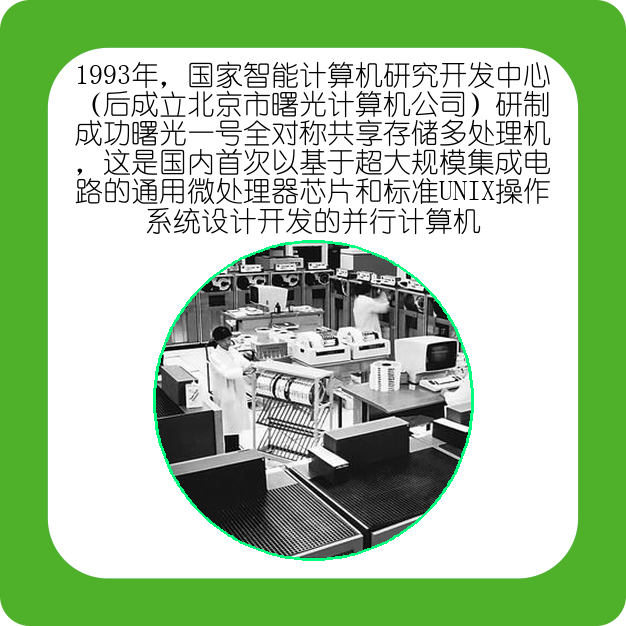 1993年，国家智能计算机研究开发中心
（后成立北京市曙光计算机公司）研制
成功曙光一号全对称共享存储多处理机
，这是国内首次以基于超大规模集成电
路的通用微处理器芯片和标准UNIX操作
系统设计开发的并行计算机